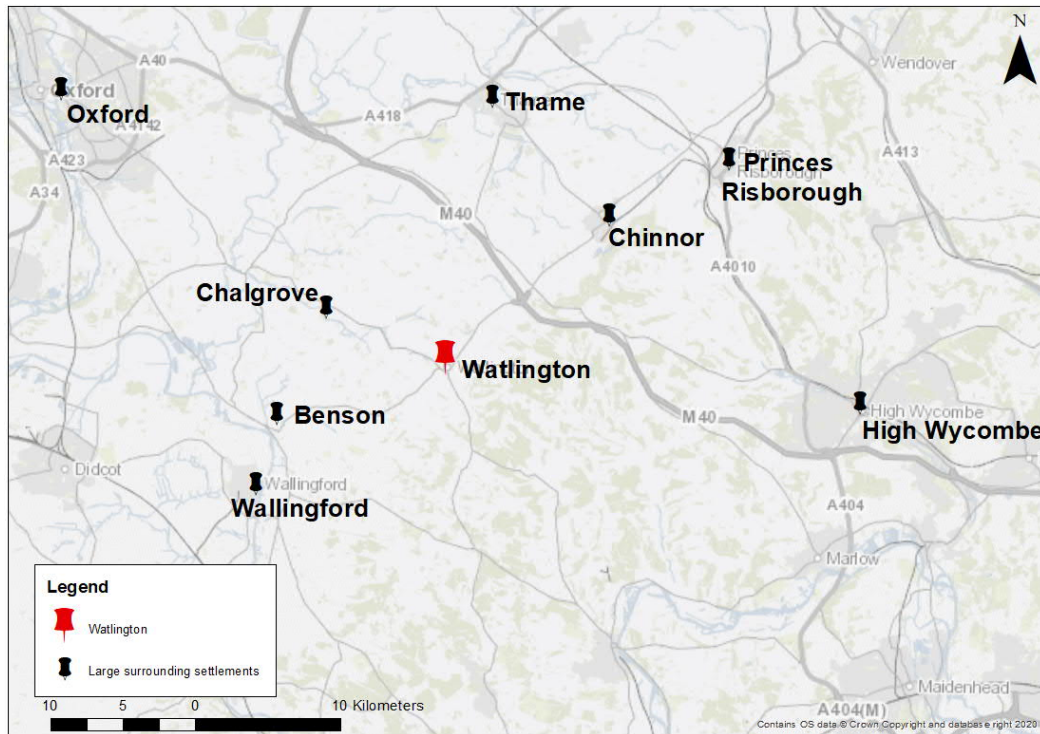 N
A40
Wendover
Oxford
Oxford
Thame
A418
A4142
A423
A413
Princes
Risborough
Princes
Risborough
A34
M40
Chinnor
A4010
Chalgrove
Watlington
Benson
M40
High Wycombe
High Wycombe
Didcot
Wallingford
Wallingford
A404
Marlow
Legend
Watlington
Large surrounding settlements
Maidenhead
10 5 0 10 Kilometers
A404(M)
Contains OS data © Crown Copyright and database right 2020